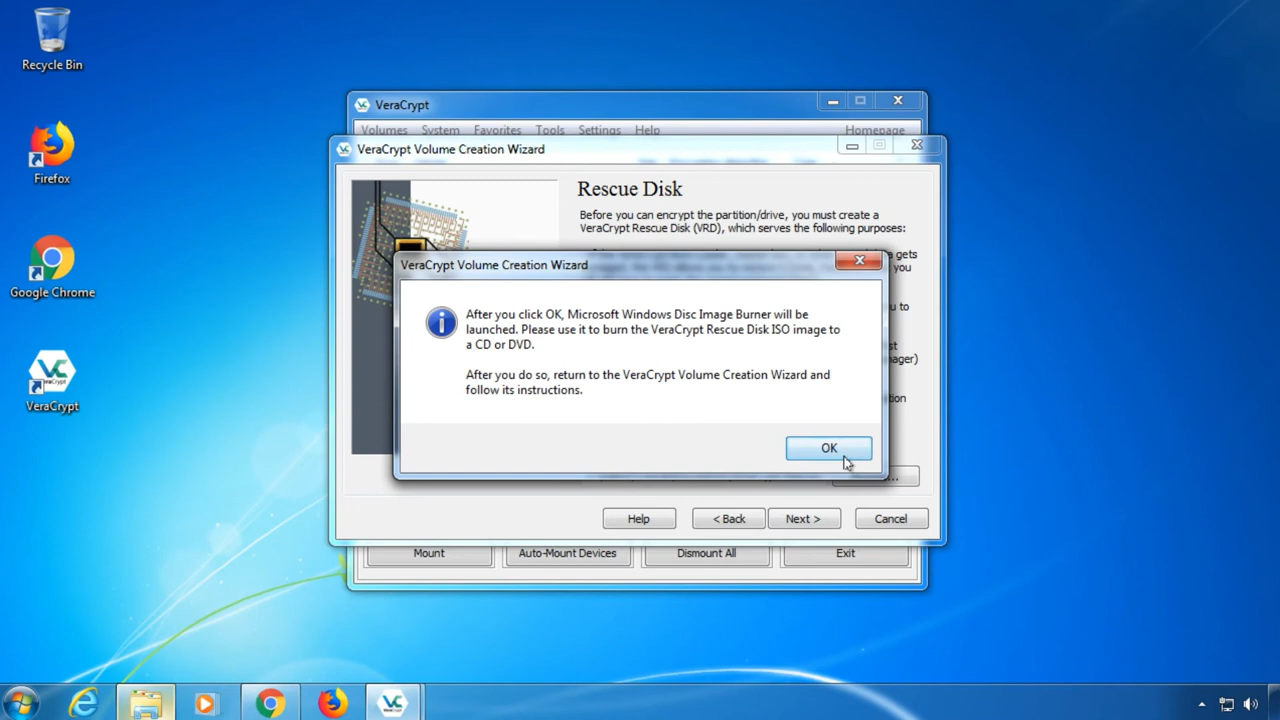 Recycle Bin
Firefox
Google Chrome
VeraCrypt
VeraCrypt
Volumes System Favorites Tools Settings Help Homepage
VeraCrypt Volume Creation Wizard
Rescue Disk
Before you can encrypt the partition/drive, you must create a
VeraCrypt Rescue Disk (VRD), which serves the following purposes:
gets
you
VeraCrypt Volume Creation Wizard
After you click OK, Microsoft Windows Disc Image Burner will be
launched. Please use it to burn the VeraCrypt Rescue Disk ISO image to
a CD or DVD.
After you do so, return to the VeraCrypt Volume Creation Wizard and
follow its instructions.
OK
Help
< Back
Next >
Cancel
Mount
Auto-Mount Devices
Dismount All
Exit